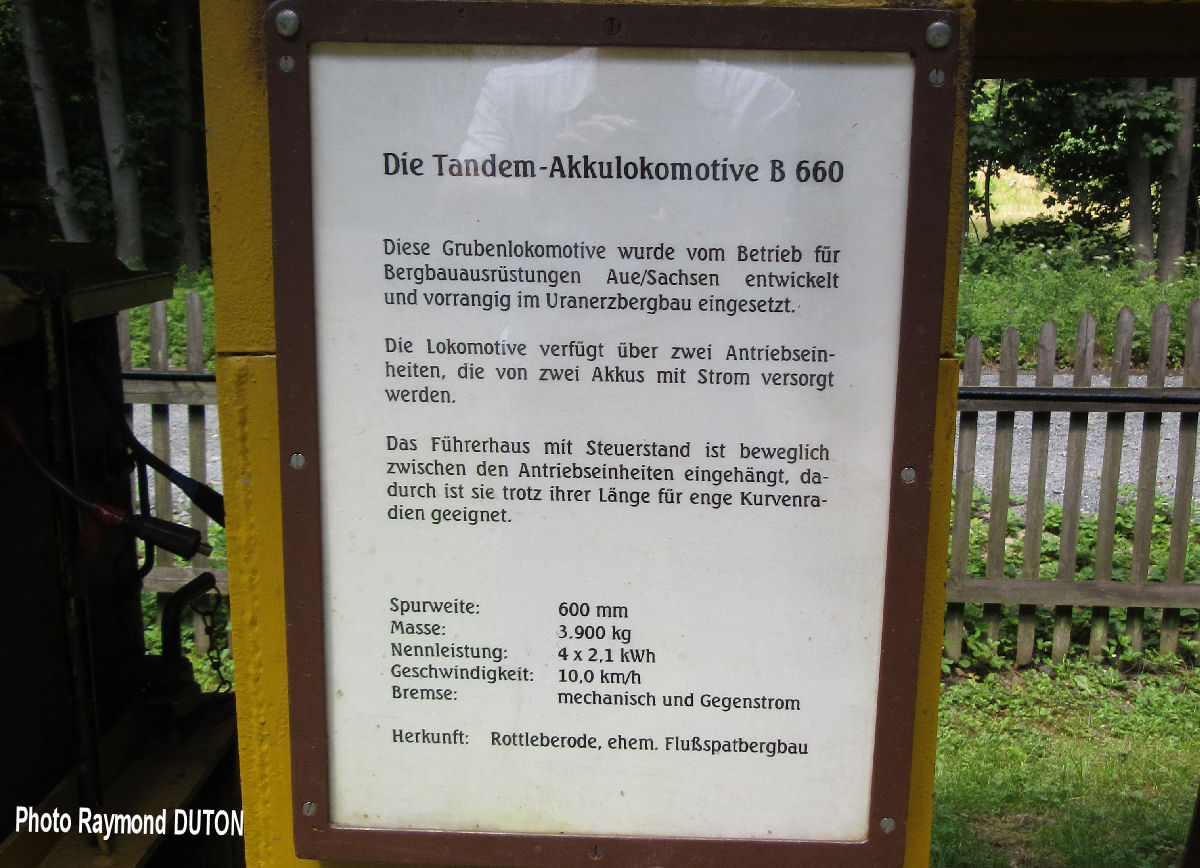 Die Tandem-Akkulokomotive B 660
Diese Grubenlokomotive wurde vom Betrieb für
Bergbauausrüstungen Aue/Sachsen entwickelt
und vorrangig im Uranerzbergbau eingesetzt.
Die Lokomotive verfügt über zwei Antriebsein-
heiten, die von zwei Akkus mit Strom versorgt
werden.
Das Führerhaus mit Steuerstand ist beweglich
zwischen den Antriebseinheiten eingehängt, da-
durch ist sie trotz ihrer Länge für enge Kurvenra-
dien geeignet.
Spurweite: 600 mm
Masse: 3.900 kg
Nennleistung: 4 x 2,1 kWh
Geschwindigkeit: 10,0 km/h
Bremse: mechanisch und Gegenstrom
Herkunft: Rottleberode, ehem. Flußspatbergbau
Photo Raymond DUTON